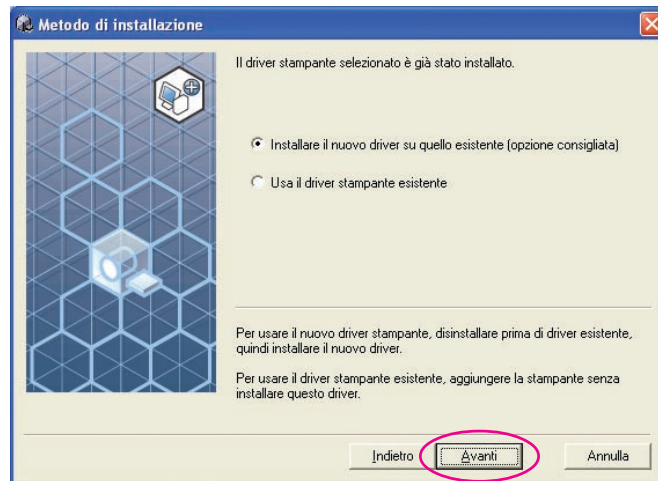 Metodo di installazione
Il driver stampante selezionato è già stato installato.
Installare il nuovo driver su quello esistente (opzione consigliata)
Usa il driver stampante esistente
Per usare il nuovo driver stampante, disinstallare prima di driver esistente,
quindi installare il nuovo driver.
Per usare il driver stampante esistente, aggiungere la stampante senza
installare questo driver.
Indietro Avanti Annulla